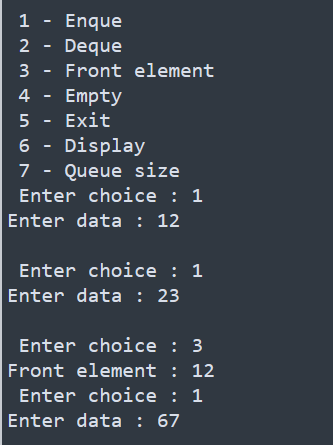 1 - Enque
2 - Deque
3 - Front element
4 - Empty
5 - Exit
6 - Display
7 - Queue size
Enter choice : 1
Enter data : 12
Enter choice : 1
Enter data : 23
Enter choice : 3
Front element : 12
Enter choice : 1
Enter data : 67